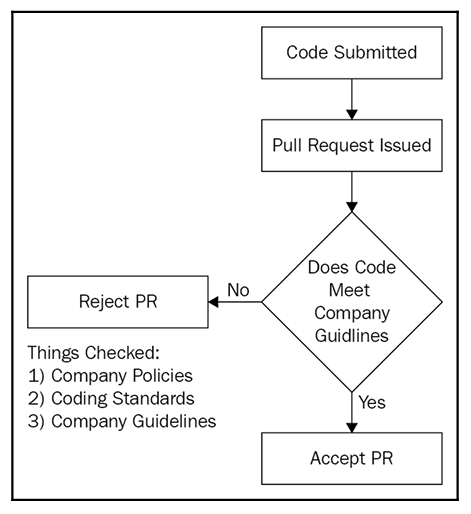 Code Submitted
Pull Request Issued
Does Code
Meet
Company
Guidlines
No
Reject PR
Things Checked:
1) Company Policies
2) Coding Standards
3) Company Guidelines
Yes
Accept PR